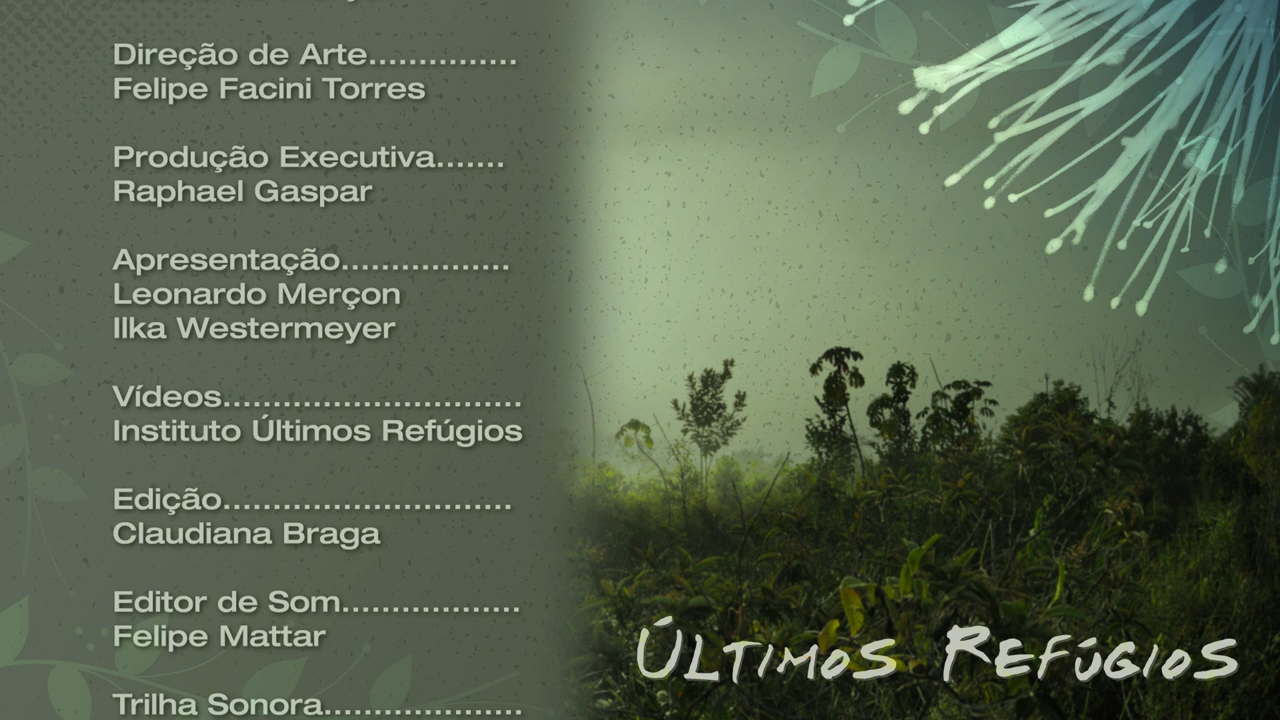 Direção de Arte...............
Felipe Facini Torres
Produção Executiva.......
Raphael Gaspar
Apresentação.................
Leonardo Merçon
Ilka Westermeyer
Vídeos..............................
Instituto Últimos Refúgios
Edição.............................
Claudiana Braga
Editor de Som..................
Felipe Mattar
Trilha Sonora....................
Últimos Refúgios